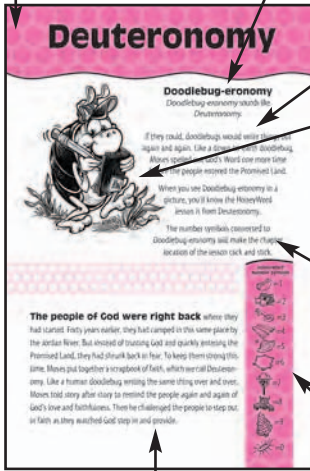 Deuteronomy
Doodlebug-eronomy
Doodlebug-eronomy sounds like
Deuteronomy.
If they could, doodlebugs would write things out
again and again. Like a down-to-earth doodlebug,
Moses spelled out God's Word one more time
the people entered the Promised Land.
When you see Doodlebug-eronomy in a
picture, you'll know the HoneyWord
lesson is from Deuteronomy.
The number symbols connected to
Doodlebug-eronomy will make the chapter
location of the lesson click and stick.
The people of God were right back where they
had started. Forty years earlier, they had camped in this same place by
the Jordan River. But instead of trusting God and quickly entering the
Promised Land, they had shrunk back in fear. To keep them strong this
time, Moses put together a scrapbook of faith, which we call Deuteron-
omy. Like a human doodlebug writing the same thing over and over,
Moses told story after story to remind the people again and again of
God's love and faithfulness. Then he challenged the people to step out
in faith as they watched God step in and provide.